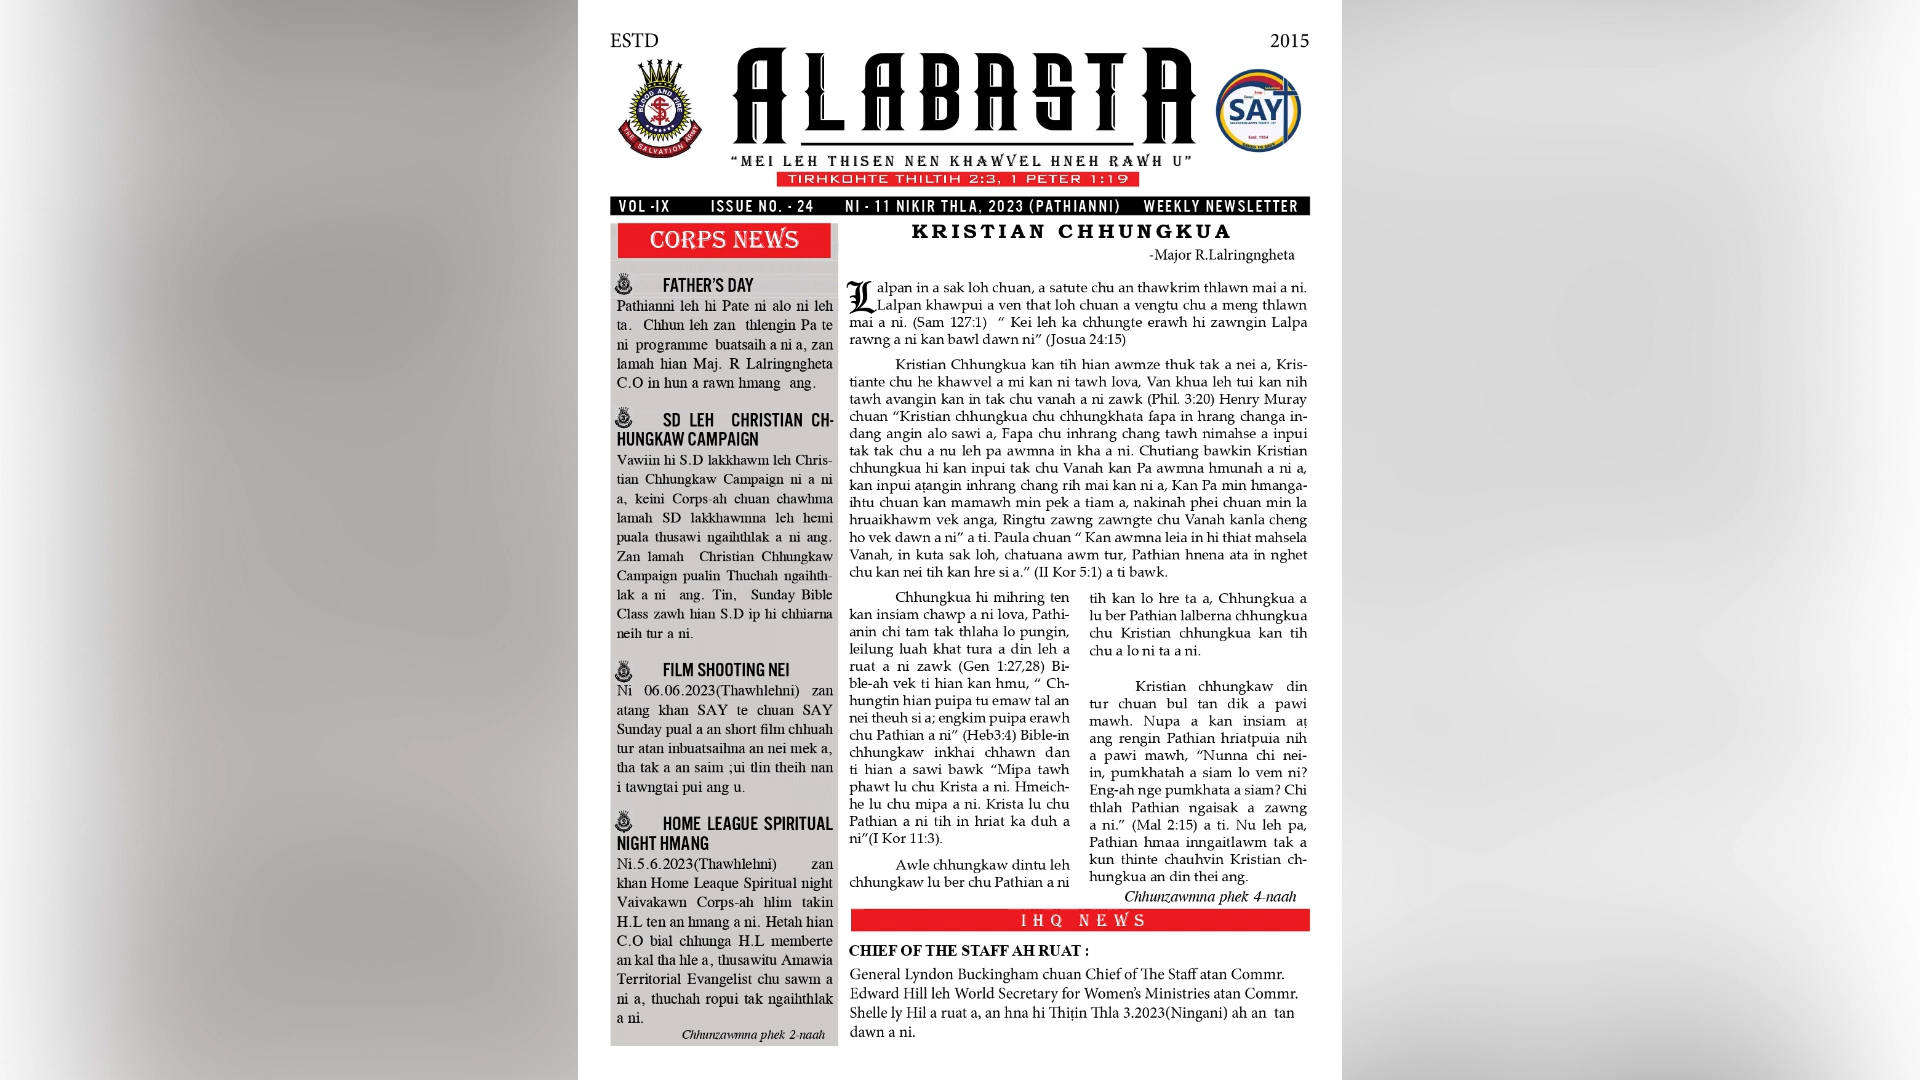 ESTD
2015
ALABASTA
BLOOD AND FIRE
THE SALVATION ARMY
SAY
“MEI LEH THISEN NEN KHAWVEL HNEH RAWH U”
TIRHKOHTE THILTIH 2:3, 1 PETER 1:19
VOL -IX ISSUE NO. - 24 NI - 11 NIKIR THLA, 2023 (PATHIANNI) WEEKLY NEWSLETTER
CORPS NEWS
FATHER’S DAY
Pathianni leh hi Pate ni alo ni leh
ta. Chhun leh zan thlengin Pa te
ni programme buatsaih a ni a, zan
lamah hian Maj. R Lalringngheta
C.O in hun a rawn hmang ang.
SD LEH CHRISTIAN CH-
HUNGKAW CAMPAIGN
Vawiin hi S.D lakkhawm leh Chris-
tian Chhungkaw Campaign ni a ni
a, keini Corps-ah chuan chawhma
lamah SD lakkhawmna leh hemi
puala thusawi ngaihthlak a ni ang.
Zan lamah Christian Chhungkaw
Campaign pualin Thuchah ngaihth-
lak a ni ang. Tin, Sunday Bible
Class zawh hian S.D ip hi chhiarna
neih tur a ni.
FILM SHOOTING NEI
Ni 06.06.2023(Thawhlehni) zan
atang khan SAY te chuan SAY
Sunday pual a an short film chhuah
tur atan inbuatsaihna an nei mek a,
tha tak a an saim ;ui tlin theih nan
i tawngtai pui ang u.
HOME LEAGUE SPIRITUAL
NIGHT HMANG
Ni.5.6.2023(Thawhlehni) zan
khan Home Leaque Spiritual night
Vaivakawn Corps-ah hlim takin
H.L ten an hmang a ni. Hetah hian
C.O bial chhunga H.L memberte
an kal tha hle a, thusawitu Amawia
Territorial Evangelist chu sawm a
ni a, thuchah ropui tak ngaihthlak
a ni.
Chhunzawmna phek 2-naah
KRISTIAN CHHUNGKUA
-Major R.Lalringngheta
Lalpan in a sak loh chuan, a satute chu an thawkrim thlawn mai a ni.
Lalpan khawpui a ven that loh chuan a vengtu chu a meng thlawn
mai a ni. (Sam 127:1) “ Kei leh ka chhungte erawh hi zawngin Lalpa
rawng a ni kan bawl dawn ni” (Josua 24:15)
Kristian Chhungkua kan tih hian awmze thuk tak a nei a, Kris-
tiante chu he khawvel a mi kan ni tawh lova, Van khua leh tui kan nih
tawh avangin kan in tak chu vanah a ni zawk (Phil. 3:20) Henry Muray
chuan “Kristian chhungkua chu chhungkhata fapa in hrang changa in-
dang angin alo sawi a, Fapa chu inhrang chang tawh nimahse a inpui
tak tak chu a nu leh pa awmna in kha a ni. Chutiang bawkin Kristian
chhungkua hi kan inpui tak chu Vanah kan Pa awmna hmunah a ni a,
kan inpui aṭangin inhrang chang rih mai kan ni a, Kan Pa min hmanga-
ihtu chuan kan mamawh min pek a tiam a, nakinah phei chuan min la
hruaikhawm vek anga, Ringtu zawng zawngte chu Vanah kanla cheng
ho vek dawn a ni” a ti. Paula chuan “ Kan awmna leia in hi thiat mahsela
Vanah, in kuta sak loh, chatuana awm tur, Pathian hnena ata in nghet
chu kan nei tih kan hre si a.” (II Kor 5:1) a ti bawk.
Chhungkua hi mihring ten
kan insiam chawp a ni lova, Pathi-
anin chi tam tak thlaha lo pungin,
leilung luah khat tura a din leh a
ruat a ni zawk (Gen 1:27,28) Bi-
ble-ah vek ti hian kan hmu, “ Ch-
hungtin hian puipa tu emaw tal an
nei theuh si a; engkim puipa erawh
chu Pathian a ni” (Heb3:4) Bible-in
chhungkaw inkhai chhawn dan
ti hian a sawi bawk “Mipa tawh
phawt lu chu Krista a ni. Hmeich-
he lu chu mipa a ni. Krista lu chu
Pathian a ni tih in hriat ka duh a
ni”(I Kor 11:3).
Awle chhungkaw dintu leh
chhungkaw lu ber chu Pathian a ni
tih kan lo hre ta a, Chhungkua a
lu ber Pathian lalberna chhungkua
chu Kristian chhungkua kan tih
chu a lo ni ta a ni.
Kristian chhungkaw din
tur chuan bul tan dik a pawi
mawh. Nupa a kan insiam aṭ
ang rengin Pathian hriatpuia nih
a pawi mawh, “Nunna chi nei-
in, pumkhatah a siam lo vem ni?
Eng-ah nge pumkhata a siam? Chi
thlah Pathian ngaisak a zawng
a ni.” (Mal 2:15) a ti. Nu leh pa,
Pathian hmaa inngaitlawm tak a
kun thinte chauhvin Kristian ch-
hungkua an din thei ang.
Chhunzawmna phek 4-naah
IHQ NEWS
CHIEF OF THE STAFF AH RUAT :
General Lyndon Buckingham chuan Chief of The Staff atan Commr.
Edward Hill leh World Secretary for Women’s Ministries atan Commr.
Shelle ly Hil a ruat a, an hna hi Thiṭin Thla 3.2023(Ningani) ah an tan
dawn a ni.